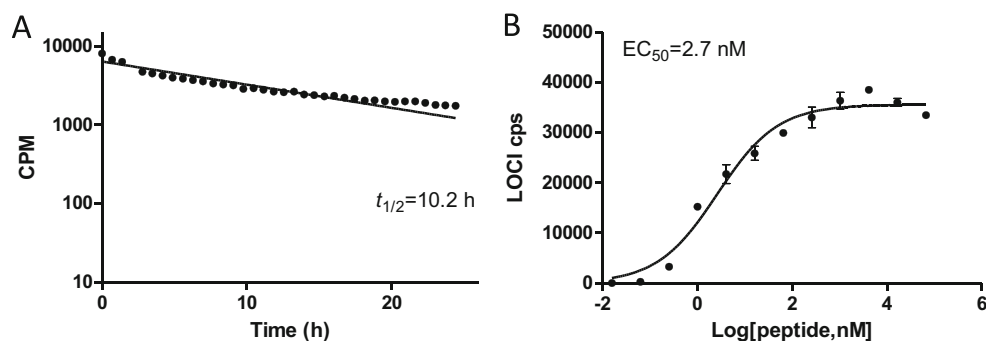 A
10000
1000
100
10
CPM
t1/2=10.2 h
0 10 20
Time (h)
B
50000
40000
30000
20000
10000
0
LOCI cps
EC50=2.7 nM
-2 0 2 4 6
Log[peptide,nM]